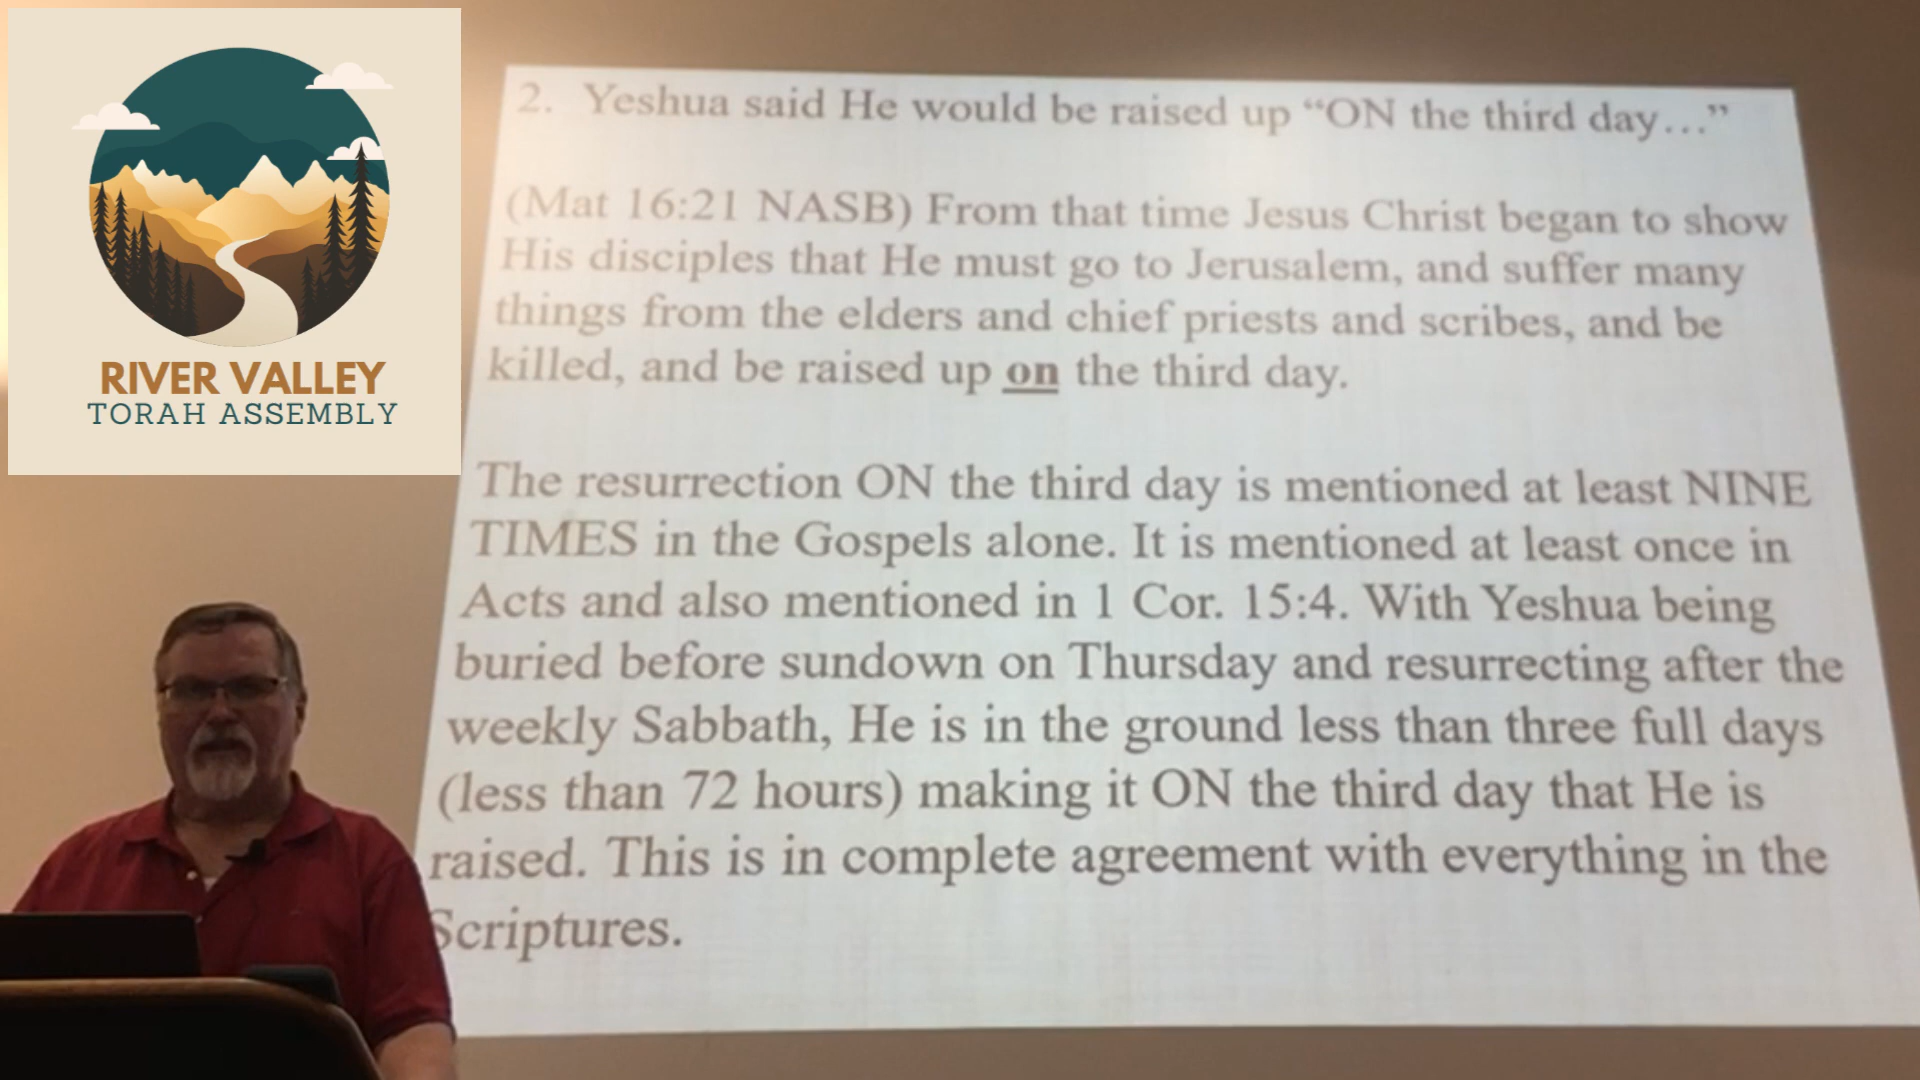 RIVER VALLEY
TORAH ASSEMBLY
2. Yeshua said He would be raised up “ON the third day…”
(Mat 16:21 NASB) From that time Jesus Christ began to show
His disciples that He must go to Jerusalem, and suffer many
things from the elders and chief priests and scribes, and be
killed, and be raised up on the third day.
The resurrection ON the third day is mentioned at least NINE
TIMES in the Gospels alone. It is mentioned at least once in
Acts and also mentioned in 1 Cor. 15:4. With Yeshua being
buried before sundown on Thursday and resurrecting after the
weekly Sabbath, He is in the ground less than three full days
(less than 72 hours) making it ON the third day that He is
raised. This is in complete agreement with everything in the
Scriptures.